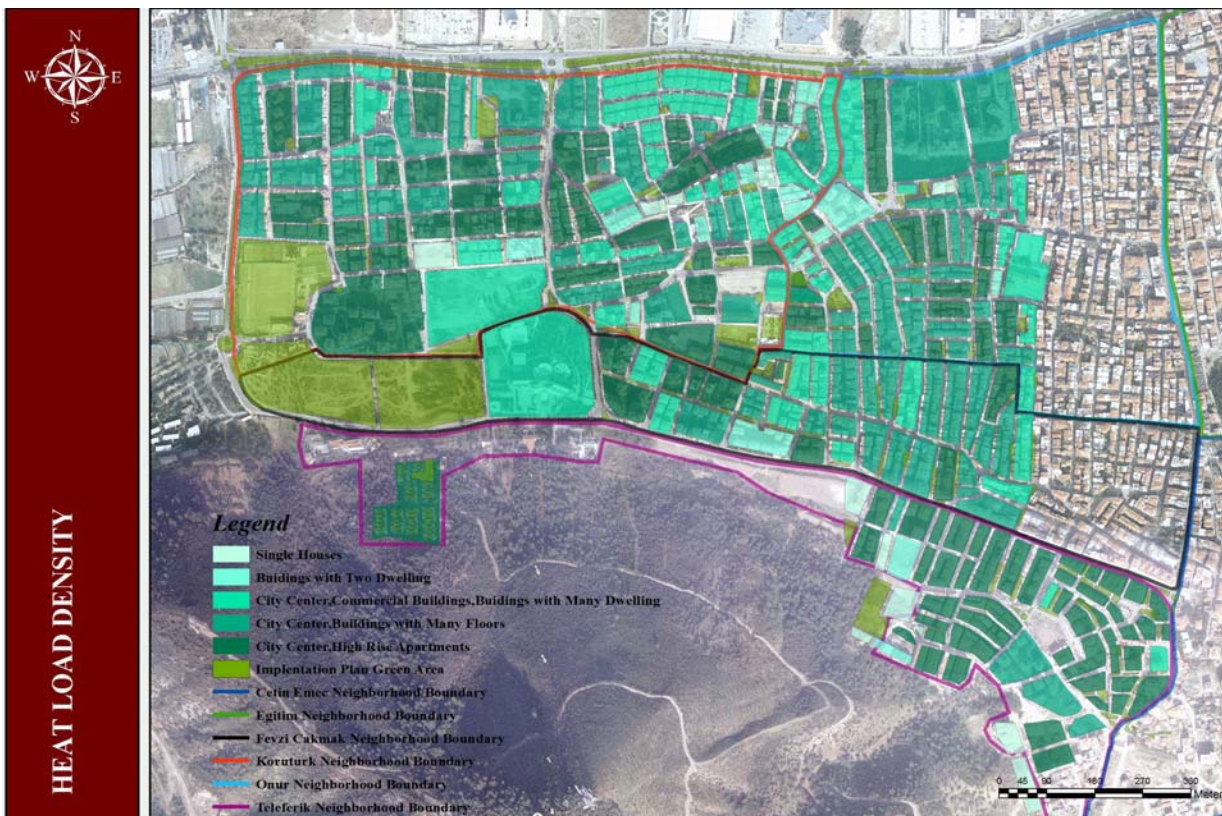 N
W E
S
HEAT LOAD DENSITY
Legend
Single Houses
Buidings with Two Dwelling
City Center,Commercial Buildings,Buidings with Many Dwelling
City Center,Buildings with Many Floors
City Center,High Rise Apartments
Implentation Plan Green Area
Cetin Emec Neighborhood Boundary
Egitim Neighborhood Boundary
Fevzi Cakmak Neighborhood Boundary
Koruturk Neighborhood Boundary
Onur Neighborhood Boundary
Teleferik Neighborhood Boundary
0 45 90 180 270 360
Meter